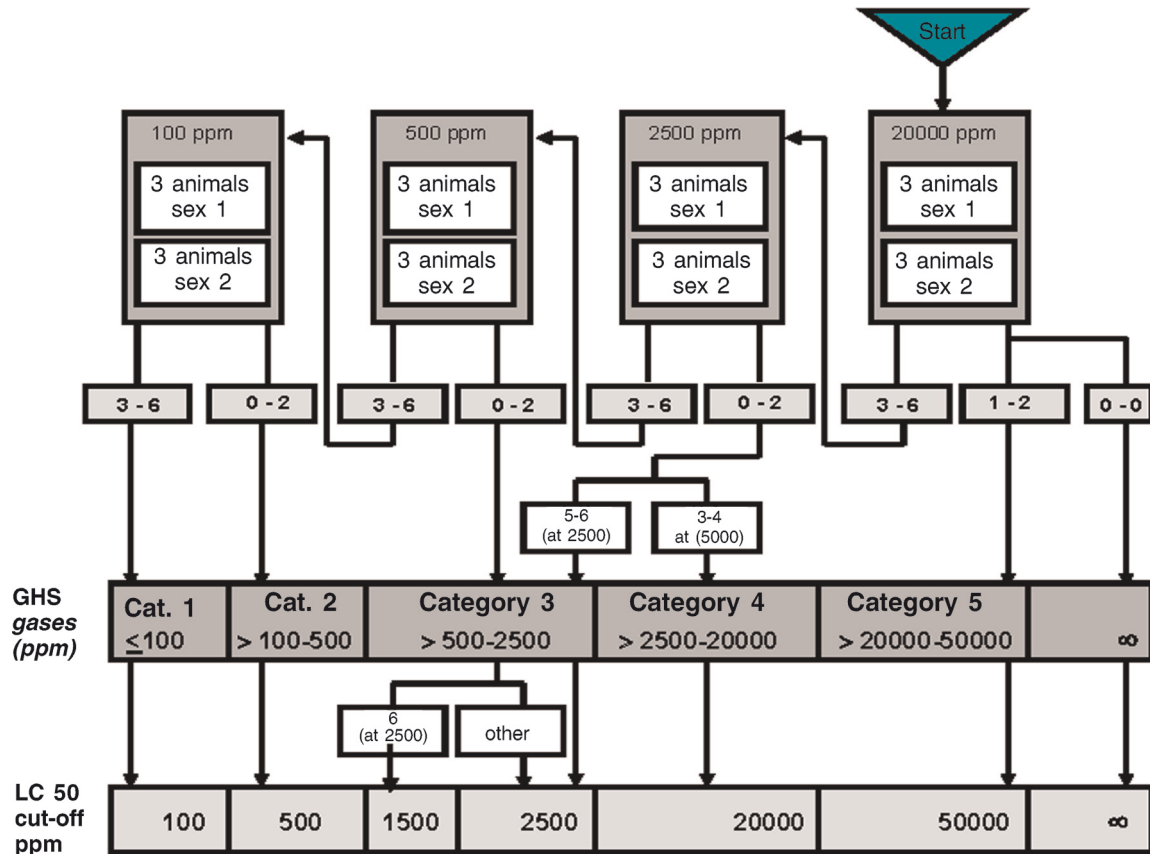 Start
100 ppm
500 ppm
2500 ppm
20000 ppm
3 animals
sex 1
3 animals
sex 2
3 animals
sex 1
3 animals
sex 2
3 animals
sex 1
3 animals
sex 2
3 animals
sex 1
3 animals
sex 2
3 - 6
0 - 2
3 - 6
0 - 2
3 - 6
0 - 2
3 - 6
1 - 2
0 - 0
5-6
(at 2500)
3-4
at (5000)
GHS
gases
(ppm)
Cat. 1
≤100
Cat. 2
> 100-500
Category 3
> 500-2500
Category 4
> 2500-20000
Category 5
> 20000-50000
∞
6
(at 2500)
other
LC 50
cut-off
ppm
100
500
1500
2500
20000
50000
∞